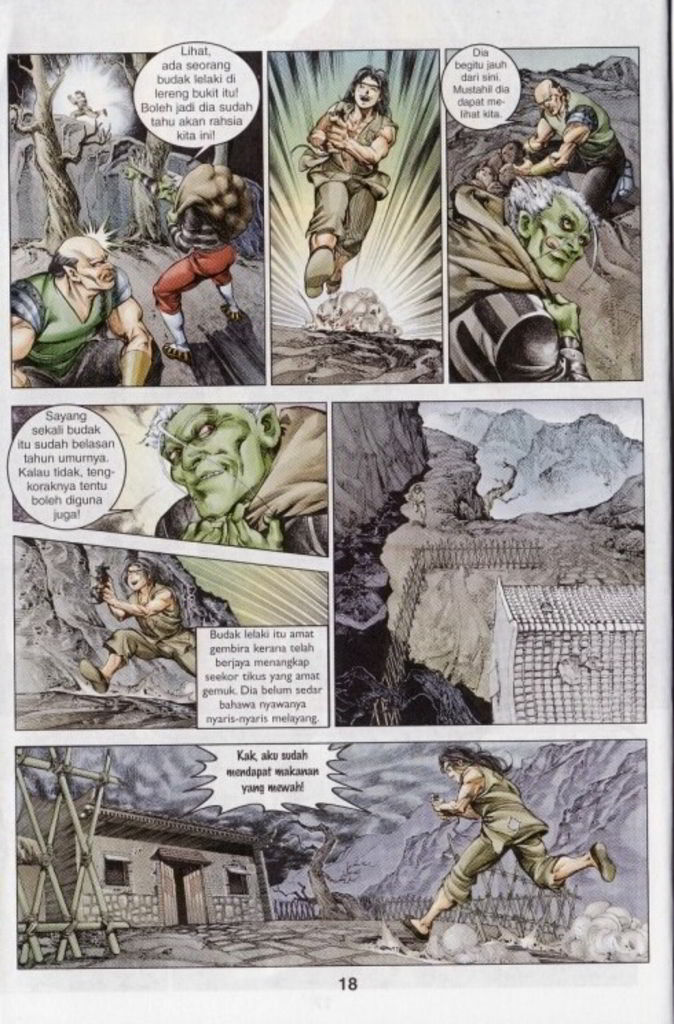 Lihat,
ada seorang
budak lelaki di
lereng bukit itu!
Boleh jadi dia sudah
tahu akan rahsia
kita ini!
Dia
begitu jauh
dari sini.
Mustahil dia
dapat me-
lihat kita.
Sayang
sekali budak
itu sudah belasan
tahun umurnya.
Kalau tidak, teng-
koraknya tentu
boleh diguna
juga!
Budak lelaki itu amat
gembira kerana telah
berjaya menangkap
seekor tikus yang amat
gemuk. Dia belum sedar
bahawa nyawanya
nyaris-nyaris melayang.
Kak, aku sudah
mendapat makanan
yang mewah!
18